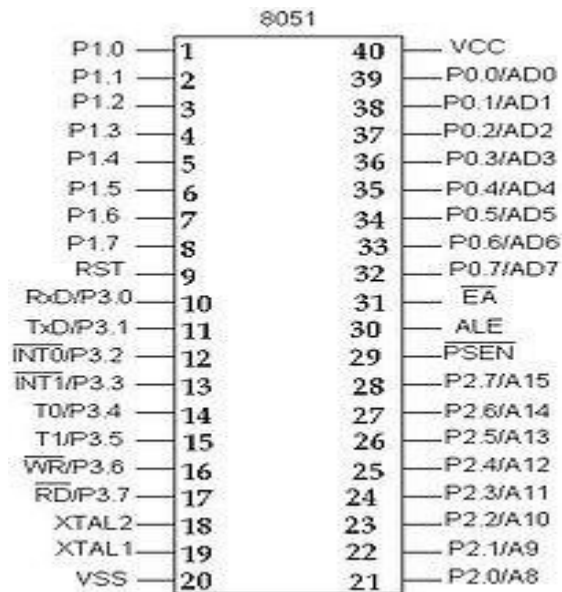 8051
P1.0 1 40 VCC
P1.1 2 39 P0.0/AD0
P1.2 3 38 P0.1/AD1
P1.3 4 37 P0.2/AD2
P1.4 5 36 P0.3/AD3
P1.5 6 35 P0.4/AD4
P1.6 7 34 P0.5/AD5
P1.7 8 33 P0.6/AD6
RST 9 32 P0.7/AD7
RxD/P3.0 10 31 E̅A̅
TxD/P3.1 11 30 ALE
I̅N̅T̅0̅/P3.2 12 29 P̅S̅E̅N̅
I̅N̅T̅1̅/P3.3 13 28 P2.7/A15
T0/P3.4 14 27 P2.6/A14
T1/P3.5 15 26 P2.5/A13
W̅R̅/P3.6 16 25 P2.4/A12
R̅D̅/P3.7 17 24 P2.3/A11
XTAL2 18 23 P2.2/A10
XTAL1 19 22 P2.1/A9
VSS 20 21 P2.0/A8